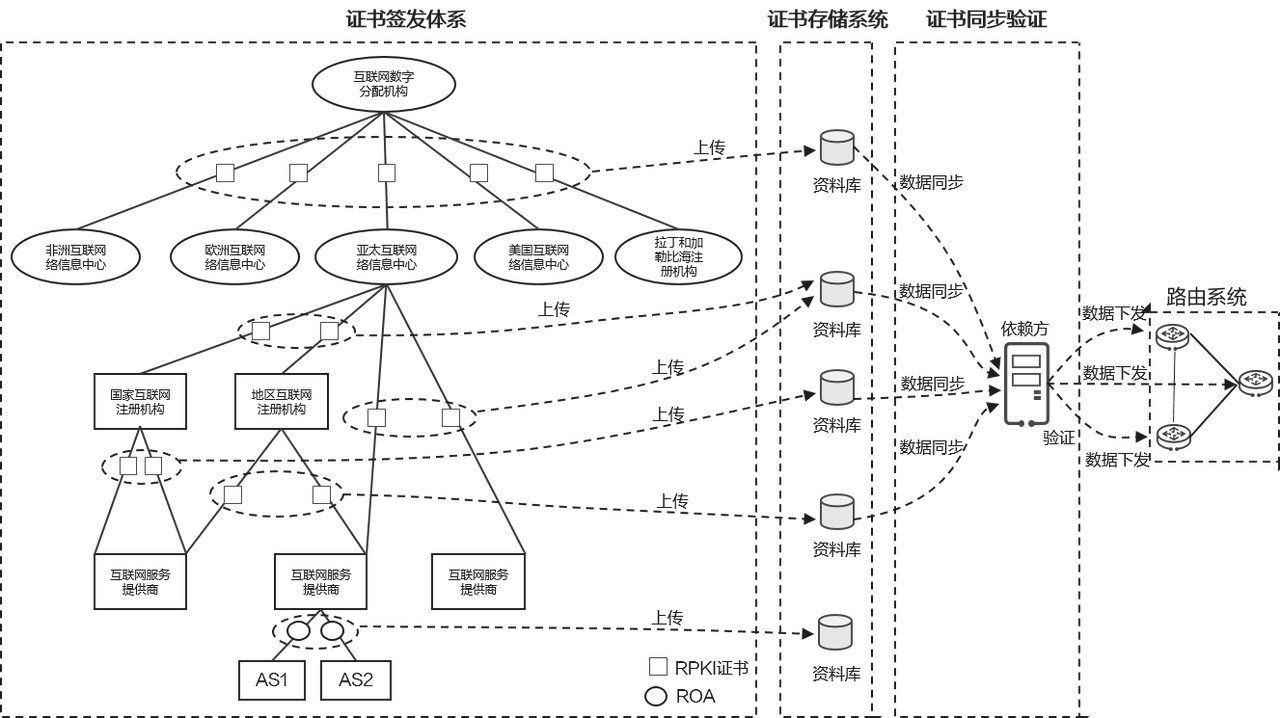 证书签发体系
证书存储系统
证书同步验证
互联网数字
分配机构
上传
资料库
数据同步
非洲互联网
络信息中心
欧洲互联网
络信息中心
亚太互联网
络信息中心
美国互联网
络信息中心
拉丁和加
勒比海注
册机构
上传
资料库
数据同步
路由系统
数据下发
依赖方
上传
数据下发
国家互联网
注册机构
地区互联网
注册机构
上传
资料库
数据同步
验证
数据同步
数据下发
上传
资料库
互联网服务
提供商
互联网服务
提供商
互联网服务
提供商
上传
资料库
AS1
AS2
RPKI证书
ROA